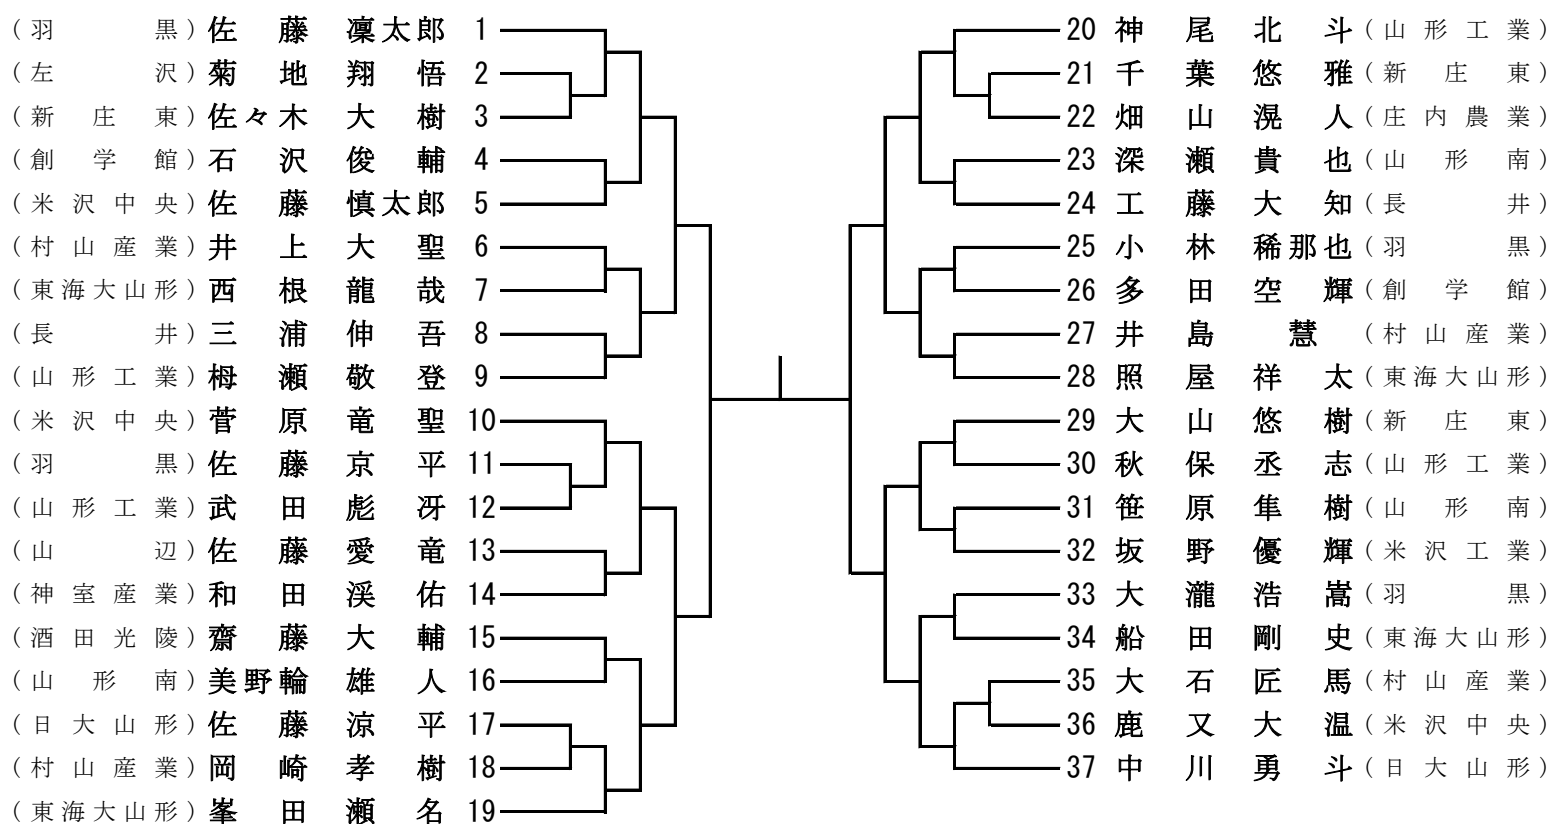 (羽黒) 佐藤凜太郎 1
(左沢) 菊地翔悟 2
(新庄東) 佐々木大樹 3
(創学館) 石沢俊輔 4
(米沢中央) 佐藤慎太郎 5
(村山産業) 井上大聖 6
(東海大山形) 西根龍哉 7
(長井) 三浦伸吾 8
(山形工業) 栂瀬敬登 9
(米沢中央) 菅原竜聖 10
(羽黒) 佐藤京平 11
(山形工業) 武田彪冴 12
(山辺) 佐藤愛竜 13
(神室産業) 和田渓佑 14
(酒田光陵) 齋藤大輔 15
(山形南) 美野輪雄人 16
(日大山形) 佐藤涼平 17
(村山産業) 岡崎孝樹 18
(東海大山形) 峯田瀬名 19
20 神尾北斗 (山形工業)
21 千葉悠雅 (新庄東)
22 畑山滉人 (庄内農業)
23 深瀬貴也 (山形南)
24 工藤大知 (長井)
25 小林稀那也 (羽黒)
26 多田空輝 (創学館)
27 井島慧 (村山産業)
28 照屋祥太 (東海大山形)
29 大山悠樹 (新庄東)
30 秋保丞志 (山形工業)
31 笹原隼樹 (山形南)
32 坂野優輝 (米沢工業)
33 大瀧浩嵩 (羽黒)
34 船田剛史 (東海大山形)
35 大石匠馬 (村山産業)
36 鹿又大温 (米沢中央)
37 中川勇斗 (日大山形)